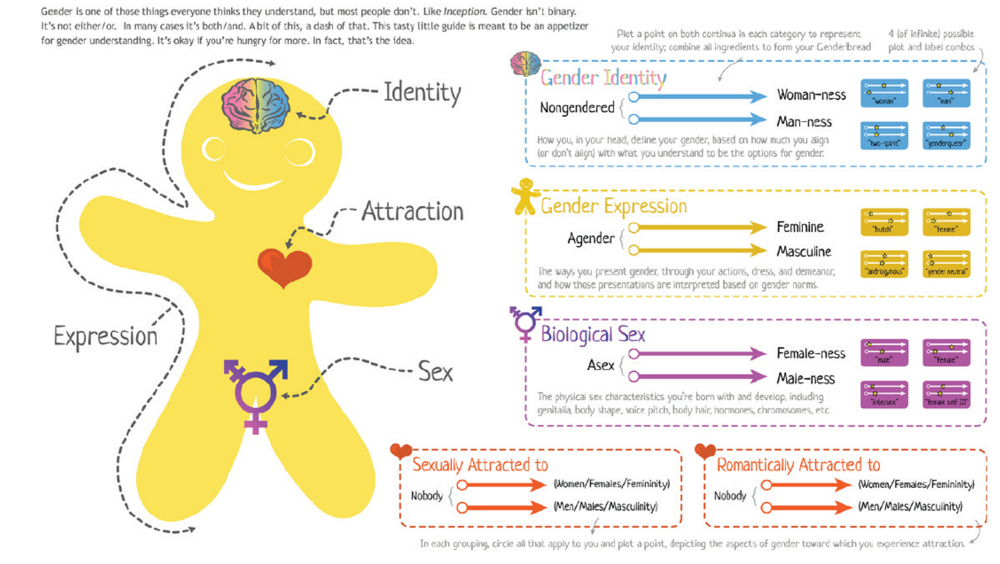 Gender is one of those things everyone thinks they understand, but most people don't. Like Inception. Gender isn't binary.
It's not either/or. In many cases it's both/and. A bit of this, a dash of that. This tasty little guide is meant to be an appetizer
for gender understanding. It's okay if you're hungry for more. In fact, that's the idea.
Plot a point on both continua in each category to represent
your identity; combine all ingredients to form your Genderbread
4 (of infinite) possible
plot and label combos
Identity
Attraction
Expression
Sex
Gender Identity
Nongendered
Woman-ness
Man-ness
How you, in your head, define your gender, based on how much you align
(or don't align) with what you understand to be the options for gender.
"woman"
"man"
"two-spirit"
"genderqueer"
Gender Expression
Agender
Feminine
Masculine
The ways you present gender, through your actions, dress, and demeanor,
and how those presentations are interpreted based on gender norms.
"butch"
"femme"
"androgynous"
"gender neutral"
Biological Sex
Asex
Female-ness
Male-ness
The physical sex characteristics you're born with and develop, including
genitalia, body shape, voice pitch, body hair, hormones, chromosomes, etc.
"male"
"female"
"intersex"
"female self ID"
Sexually Attracted to
Nobody
(Women/Females/Femininity)
(Men/Males/Masculinity)
Romantically Attracted to
Nobody
(Women/Females/Femininity)
(Men/Males/Masculinity)
In each grouping, circle all that apply to you and plot a point, depicting the aspects of gender toward which you experience attraction.